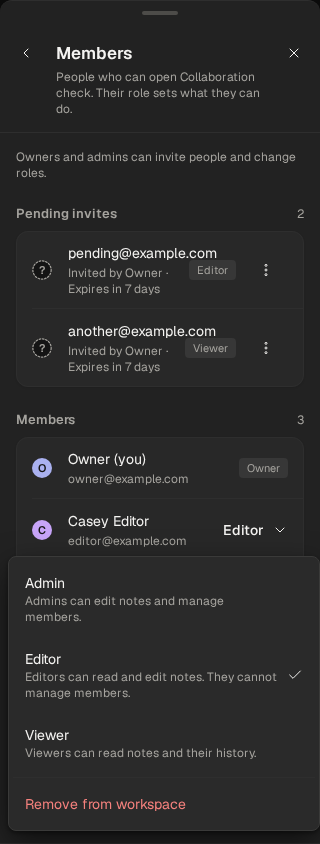 Members
People who can open Collaboration
check. Their role sets what they can
do.
Owners and admins can invite people and change
roles.
Pending invites 2
?
pending@example.com
Invited by Owner ·
Expires in 7 days
Editor
?
another@example.com
Invited by Owner ·
Expires in 7 days
Viewer
Members 3
O
Owner (you)
owner@example.com
Owner
C
Casey Editor
editor@example.com
Editor
Admin
Admins can edit notes and manage
members.
Editor
Editors can read and edit notes. They cannot
manage members.
Viewer
Viewers can read notes and their history.
Remove from workspace